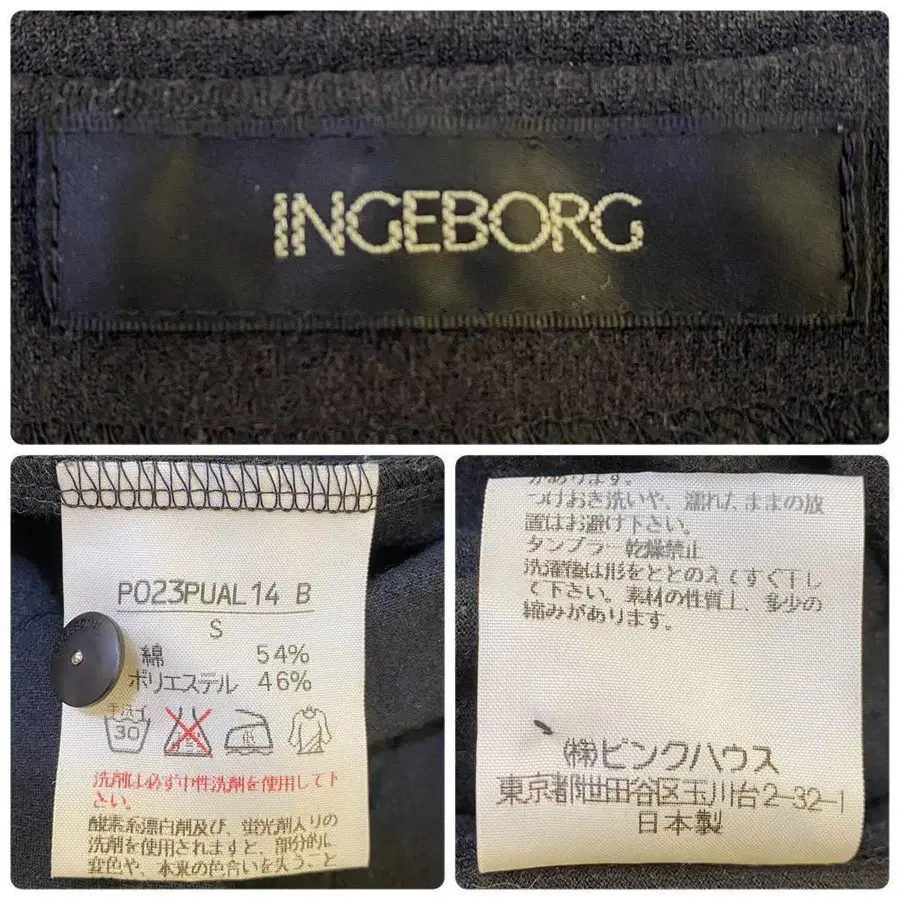 INGEBORG
P023PUAL14 B
S
綿 54%
ポリエステル 46%
手洗イ
30
洗剤は必ず中性洗剤を使用して下
さい。
酸素系漂白剤及び、蛍光剤入りの
洗剤を使用されますと、部分的に
変色や、本来の色合いを失うこと
があります。
つけおき洗いや、濡れたままの放
置はお避け下さい。
タンブラー乾燥禁止
洗濯後は形をととのえてすぐ干し
て下さい。素材の性質上、多少の
縮みがあります。
㈱ピンクハウス
東京都世田谷区玉川台2-32-1
日本製